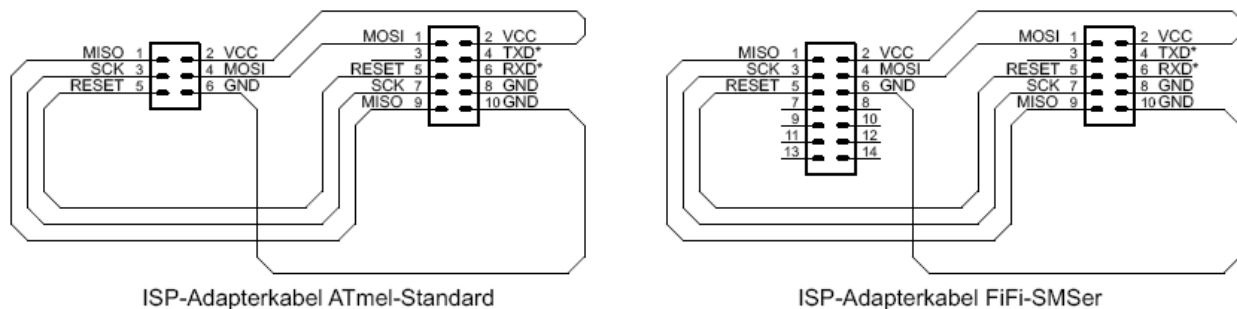 MOSI 1 2 VCC
MISO 1 2 VCC 3 4 TXD*
SCK 3 4 MOSI RESET 5 6 RXD*
RESET 5 6 GND SCK 7 8 GND
MISO 9 10 GND
ISP-Adapterkabel ATmel-Standard
MOSI 1 2 VCC
MISO 1 2 VCC 3 4 TXD*
SCK 3 4 MOSI RESET 5 6 RXD*
RESET 5 6 GND SCK 7 8 GND
7 8 MISO 9 10 GND
9 10
11 12
13 14
ISP-Adapterkabel FiFi-SMSer